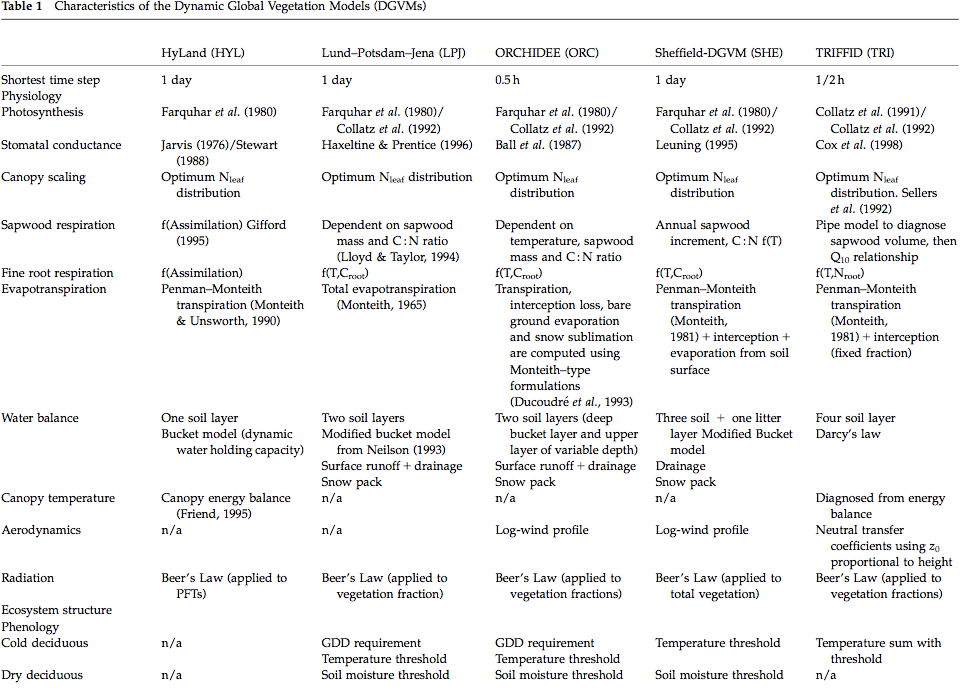 Table 1 Characteristics of the Dynamic Global Vegetation Models (DGVMs)
HyLand (HYL) Lund–Potsdam–Jena (LPJ) ORCHIDEE (ORC) Sheffield-DGVM (SHE) TRIFFID (TRI)
Shortest time step 1 day 1 day 0.5 h 1 day 1/2 h
Physiology
Photosynthesis Farquhar et al. (1980) Farquhar et al. (1980)/ Farquhar et al. (1980)/ Farquhar et al. (1980)/ Collatz et al. (1991)/
Collatz et al. (1992) Collatz et al. (1992) Collatz et al. (1992) Collatz et al. (1992)
Stomatal conductance Jarvis (1976)/Stewart Haxeltine & Prentice (1996) Ball et al. (1987) Leuning (1995) Cox et al. (1998)
(1988)
Canopy scaling Optimum Nleaf Optimum Nleaf distribution Optimum Nleaf Optimum Nleaf Optimum Nleaf
distribution distribution distribution distribution. Sellers
et al. (1992)
Sapwood respiration f(Assimilation) Gifford Dependent on sapwood Dependent on Annual sapwood Pipe model to diagnose
(1995) mass and C : N ratio temperature, sapwood increment, C : N f(T) sapwood volume, then
(Lloyd & Taylor, 1994) mass and C : N ratio Q10 relationship
Fine root respiration f(Assimilation) f(T,Croot) f(T,Croot) f(T,Croot) f(T,Nroot)
Evapotranspiration Penman–Monteith Total evapotranspiration Transpiration, Penman–Monteith Penman–Monteith
transpiration (Monteith (Monteith, 1965) interception loss, bare transpiration transpiration
& Unsworth, 1990) ground evaporation (Monteith, (Monteith,
and snow sublimation 1981) + interception + 1981) + interception
are computed using evaporation from soil (fixed fraction)
Monteith–type surface
formulations
(Ducoudré et al., 1993)
Water balance One soil layer Two soil layers Two soil layers (deep Three soil + one litter Four soil layer
Bucket model (dynamic Modified bucket model bucket layer and upper layer Modified Bucket Darcy's law
water holding capacity) from Neilson (1993) layer of variable depth) model
Surface runoff + drainage Surface runoff + drainage Drainage
Snow pack Snow pack Snow pack
Canopy temperature Canopy energy balance n/a n/a n/a Diagnosed from energy
(Friend, 1995) balance
Aerodynamics n/a n/a Log-wind profile Log-wind profile Neutral transfer
coefficients using z0
proportional to height
Radiation Beer's Law (applied to Beer's Law (applied to Beer's Law (applied to Beer's Law (applied to Beer's Law (applied to
PFTs) vegetation fraction) vegetation fractions) total vegetation) vegetation fractions)
Ecosystem structure
Phenology
Cold deciduous n/a GDD requirement GDD requirement Temperature threshold Temperature sum with
Temperature threshold Temperature threshold threshold
Dry deciduous n/a Soil moisture threshold Soil moisture threshold Soil moisture threshold n/a